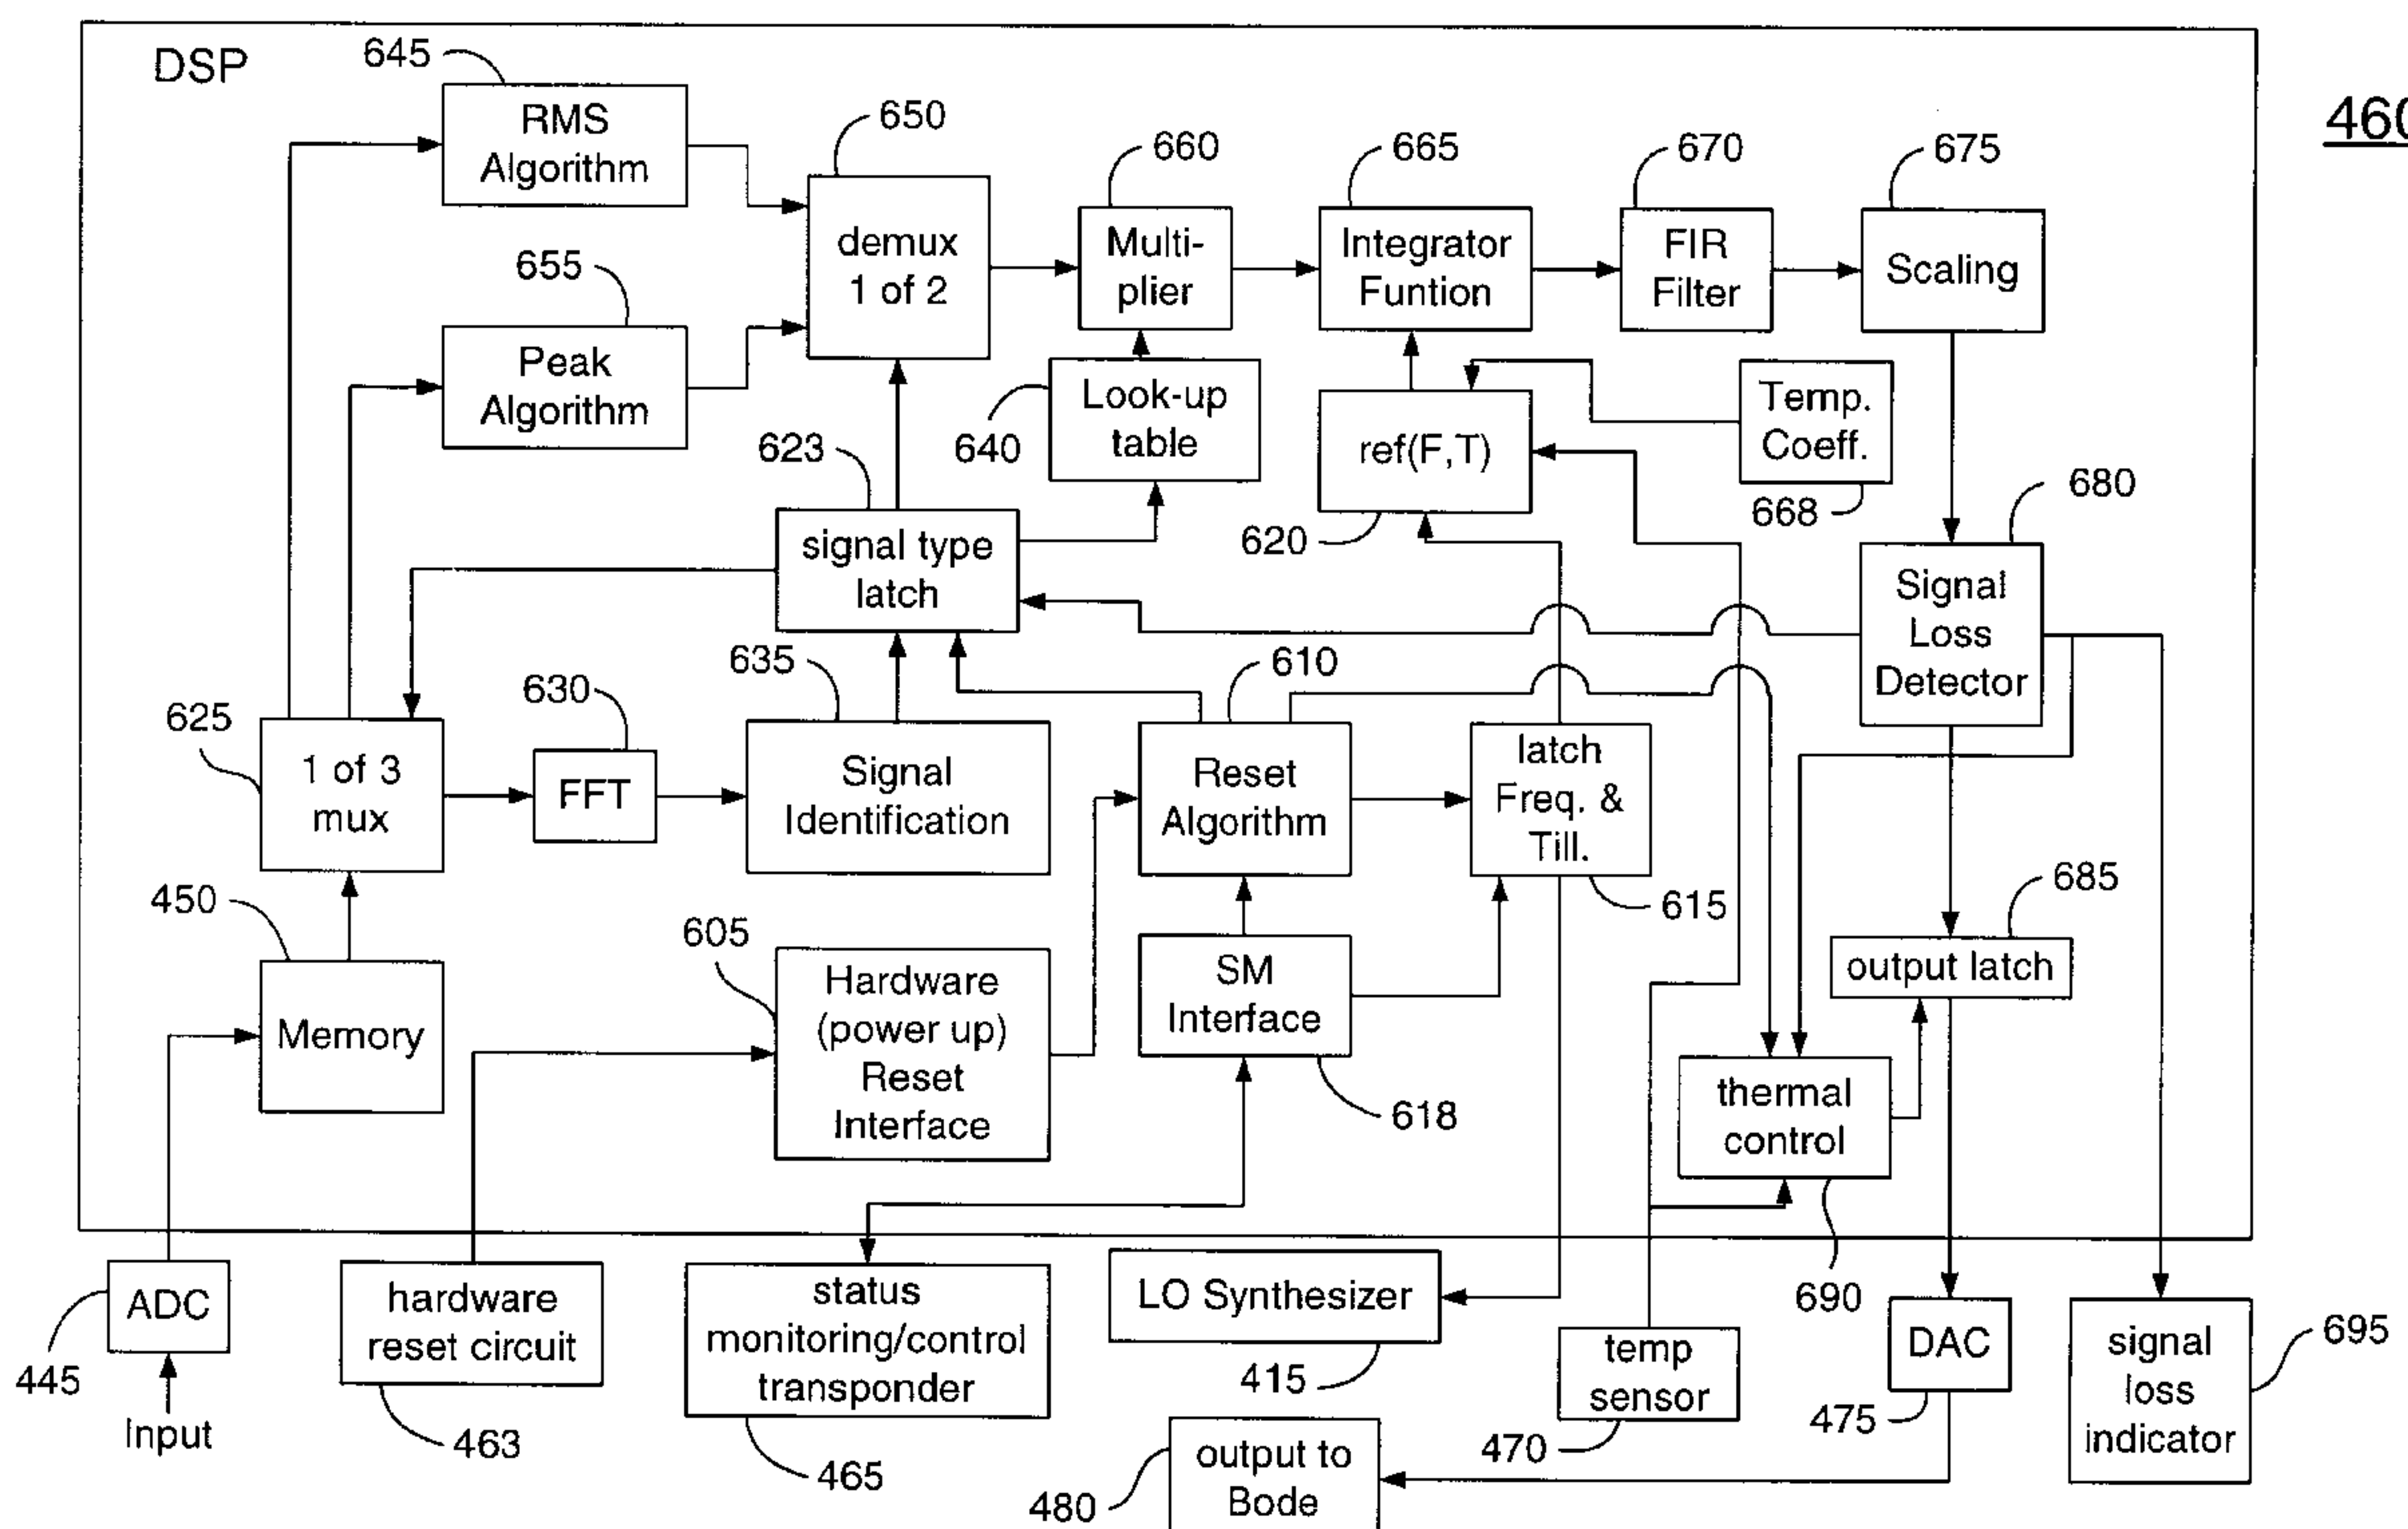 DSP
645
RMS
Algorithm
650
660
665
670
675
460
demux
1 of 2
Multi-
plier
Integrator
Funtion
FIR
Filter
Scaling
655
Peak
Algorithm
Look-up
table
640
ref(F,T)
620
Temp.
Coeff.
668
623
signal type
latch
680
Signal
Loss
Detector
625
1 of 3
mux
630
FFT
635
Signal
Identification
610
Reset
Algorithm
latch
Freq. &
Till.
615
450
Memory
605
Hardware
(power up)
Reset
Interface
SM
Interface
618
685
output latch
thermal
control
690
ADC
445
Input
hardware
reset circuit
463
status
monitoring/control
transponder
465
LO Synthesizer
415
temp
sensor
470
DAC
475
signal
loss
indicator
695
output to
Bode
480